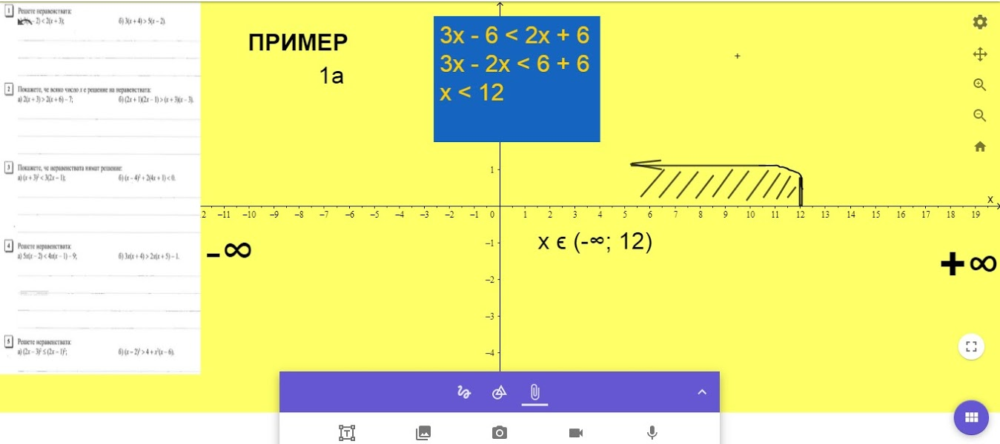 1 Решете неравенствата:
а) 3(x – 2) < 2(x + 3); б) 3(x + 4) > 5(x – 2).
2 Покажете, че всяко число x е решение на неравенствата:
а) 2(x + 3) > 2(x + 6) – 7; б) (2x + 1)(2x – 1) > (x + 3)(x – 3).
3 Покажете, че неравенствата нямат решение:
а) (x + 3)² < 3(2x – 1); б) (x – 4)² + 2(4x + 1) < 0.
4 Решете неравенствата:
а) 5x(x – 2) < 4x(x – 1) – 9; б) 3x(x + 4) > 2x(x + 5) – 1.
5 Решете неравенствата:
а) (2x – 3)² ≤ (2x – 1)²; б) (x – 2)³ > 4 + x²(x – 6).
ПРИМЕР
1а
3x - 6 < 2x + 6
3x - 2x < 6 + 6
x < 12
1
x
2 –11 –10 –9 –8 –7 –6 –5 –4 –3 –2 –1 0 1 2 3 4 5 6 7 8 9 10 11 12 13 14 15 16 17 18 19
x ϵ (-∞; 12)
-∞
+∞
–1
–2
–3
–4